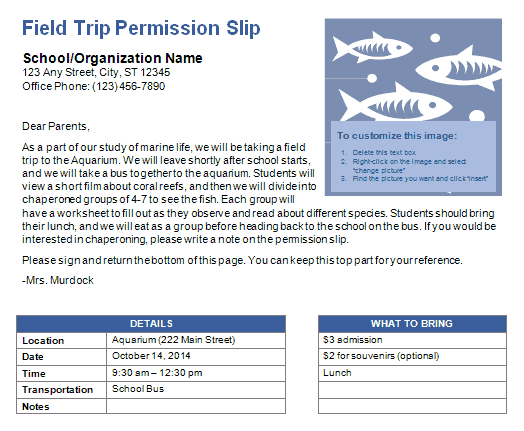 Field Trip Permission Slip
School/Organization Name
123 Any Street, City, ST 12345
Office Phone: (123) 456-7890
To customize this image:
1. Delete this text box
2. Right-click on the image and select
"change picture"
3. Find the picture you want and click "insert"
Dear Parents,
As a part of our study of marine life, we will be taking a field
trip to the Aquarium. We will leave shortly after school starts,
and we will take a bus together to the aquarium. Students will
view a short film about coral reefs, and then we will divide into
chaperoned groups of 4-7 to see the fish. Each group will
have a worksheet to fill out as they observe and read about different species. Students should bring
their lunch, and we will eat as a group before heading back to the school on the bus. If you would be
interested in chaperoning, please write a note on the permission slip.
Please sign and return the bottom of this page. You can keep this top part for your reference.
-Mrs. Murdock
DETAILS
Location Aquarium (222 Main Street)
Date October 14, 2014
Time 9:30 am – 12:30 pm
Transportation School Bus
Notes
WHAT TO BRING
$3 admission
$2 for souvenirs (optional)
Lunch